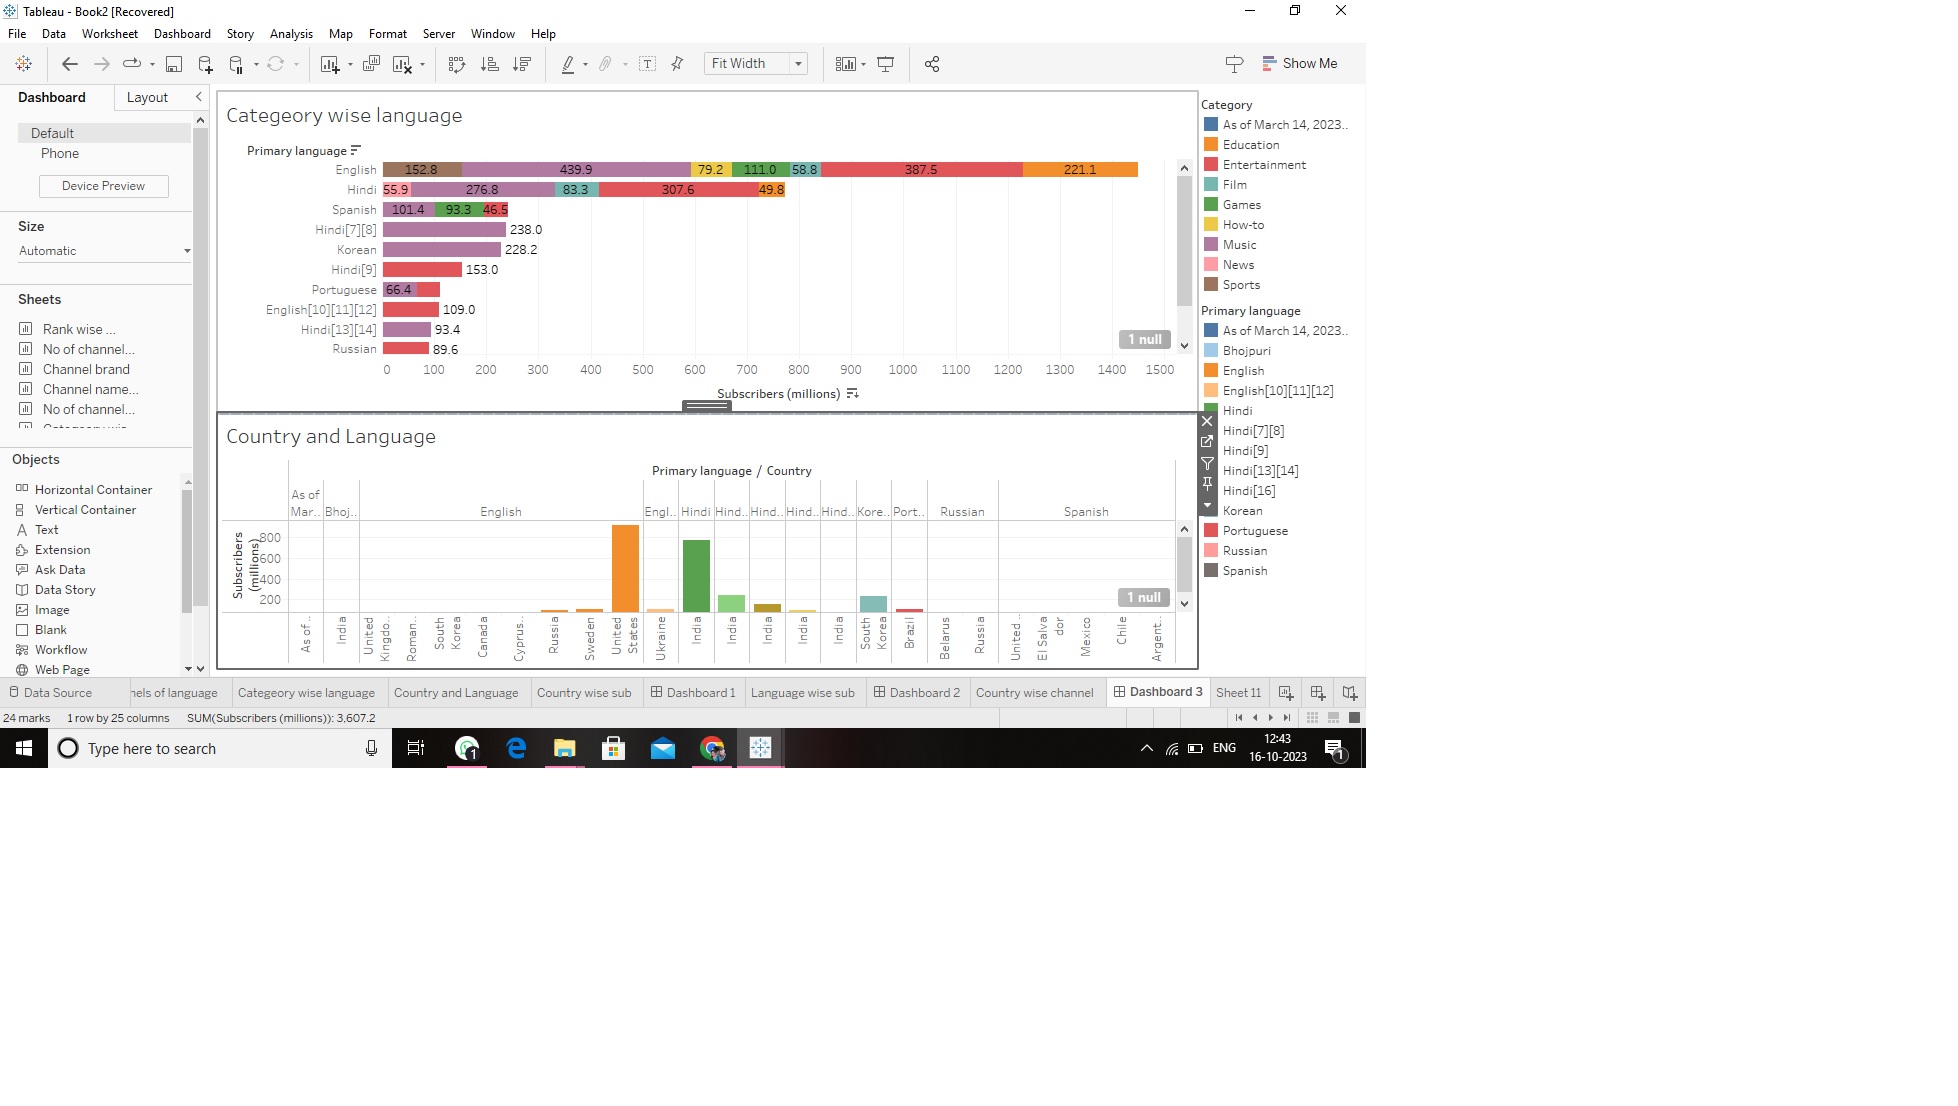 Tableau - Book2 [Recovered]
File Data Worksheet Dashboard Story Analysis Map Format Server Window Help
Fit Width
Show Me
Dashboard Layout
Default
Phone
Device Preview
Size
Automatic
Sheets
Rank wise ...
No of channel...
Channel brand
Channel name...
No of channel...
Objects
Horizontal Container
Vertical Container
Text
Extension
Ask Data
Data Story
Image
Blank
Workflow
Web Page
Categeory wise language
Primary language
English 152.8 439.9 79.2 111.0 58.8 387.5 221.1
Hindi 55.9 276.8 83.3 307.6 49.8
Spanish 101.4 93.3 46.5
Hindi[7][8] 238.0
Korean 228.2
Hindi[9] 153.0
Portuguese 66.4
English[10][11][12] 109.0
Hindi[13][14] 93.4
Russian 89.6
1 null
0 100 200 300 400 500 600 700 800 900 1000 1100 1200 1300 1400 1500
Subscribers (millions)
Country and Language
Primary language / Country
As of
Mar.. Bhoj.. English Engl.. Hindi Hind.. Hind.. Hind.. Hind.. Kore.. Port.. Russian Spanish
Subscribers
(millions)
800
600
400
200
1 null
As of ..
India
United
Kingdo..
Roman..
South
Korea
Canada
Cyprus..
Russia
Sweden
United
States
Ukraine
India
India
India
India
India
South
Korea
Brazil
Belarus
Russia
United ..
El Salva
dor
Mexico
Chile
Argent..
Category
As of March 14, 2023..
Education
Entertainment
Film
Games
How-to
Music
News
Sports
Primary language
As of March 14, 2023..
Bhojpuri
English
English[10][11][12]
Hindi
Hindi[7][8]
Hindi[9]
Hindi[13][14]
Hindi[16]
Korean
Portuguese
Russian
Spanish
Data Source nels of language Categeory wise language Country and Language Country wise sub Dashboard 1 Language wise sub Dashboard 2 Country wise channel Dashboard 3 Sheet 11
24 marks 1 row by 25 columns SUM(Subscribers (millions)): 3,607.2
Type here to search
1
ENG
12:43
16-10-2023
1